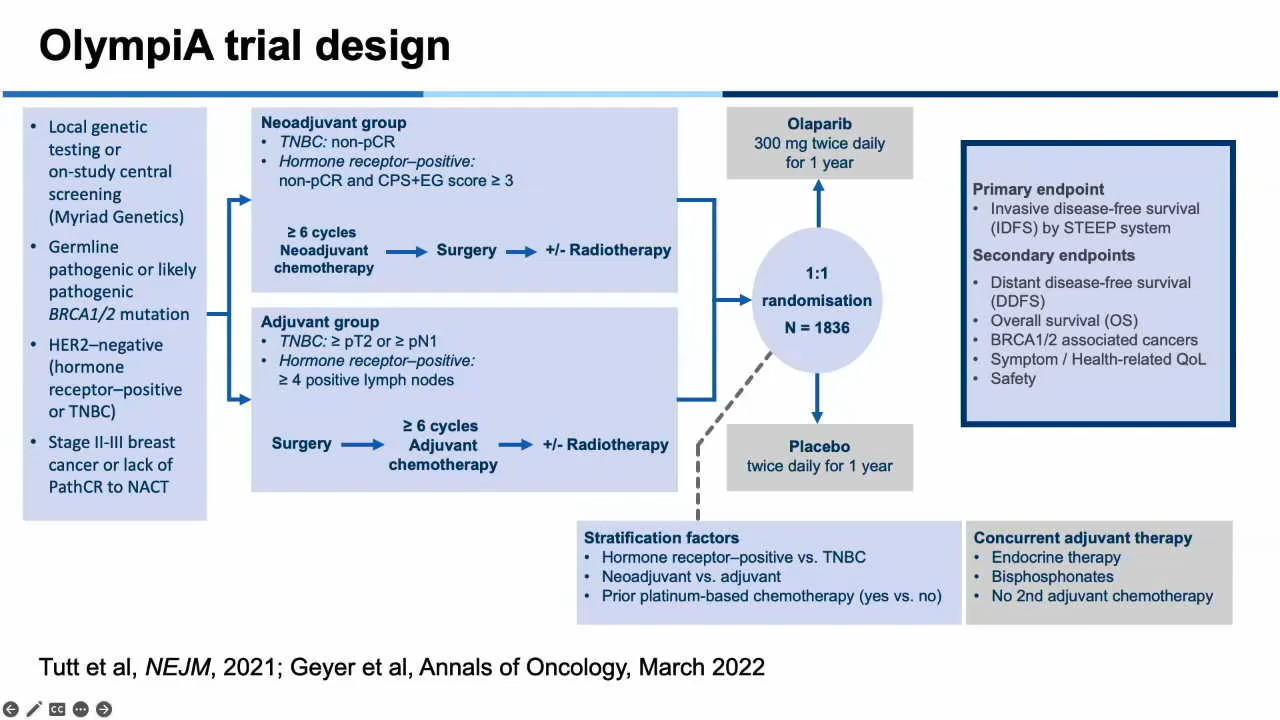 OlympiA trial design
• Local genetic
testing or
on-study central
screening
(Myriad Genetics)
• Germline
pathogenic or likely
pathogenic
BRCA1/2 mutation
• HER2–negative
(hormone
receptor–positive
or TNBC)
• Stage II-III breast
cancer or lack of
PathCR to NACT
Neoadjuvant group
• TNBC: non-pCR
• Hormone receptor–positive:
non-pCR and CPS+EG score ≥ 3
≥ 6 cycles
Neoadjuvant
chemotherapy
Surgery
+/- Radiotherapy
Adjuvant group
• TNBC: ≥ pT2 or ≥ pN1
• Hormone receptor–positive:
≥ 4 positive lymph nodes
Surgery
≥ 6 cycles
Adjuvant
chemotherapy
+/- Radiotherapy
Olaparib
300 mg twice daily
for 1 year
1:1
randomisation
N = 1836
Placebo
twice daily for 1 year
Primary endpoint
• Invasive disease-free survival
(IDFS) by STEEP system
Secondary endpoints
• Distant disease-free survival
(DDFS)
• Overall survival (OS)
• BRCA1/2 associated cancers
• Symptom / Health-related QoL
• Safety
Stratification factors
• Hormone receptor–positive vs. TNBC
• Neoadjuvant vs. adjuvant
• Prior platinum-based chemotherapy (yes vs. no)
Concurrent adjuvant therapy
• Endocrine therapy
• Bisphosphonates
• No 2nd adjuvant chemotherapy
Tutt et al, NEJM, 2021; Geyer et al, Annals of Oncology, March 2022
CC